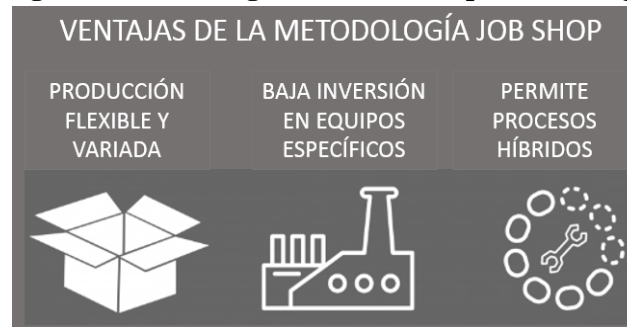 VENTAJAS DE LA METODOLOGÍA JOB SHOP
PRODUCCIÓN
FLEXIBLE Y
VARIADA
BAJA INVERSIÓN
EN EQUIPOS
ESPECÍFICOS
PERMITE
PROCESOS
HÍBRIDOS